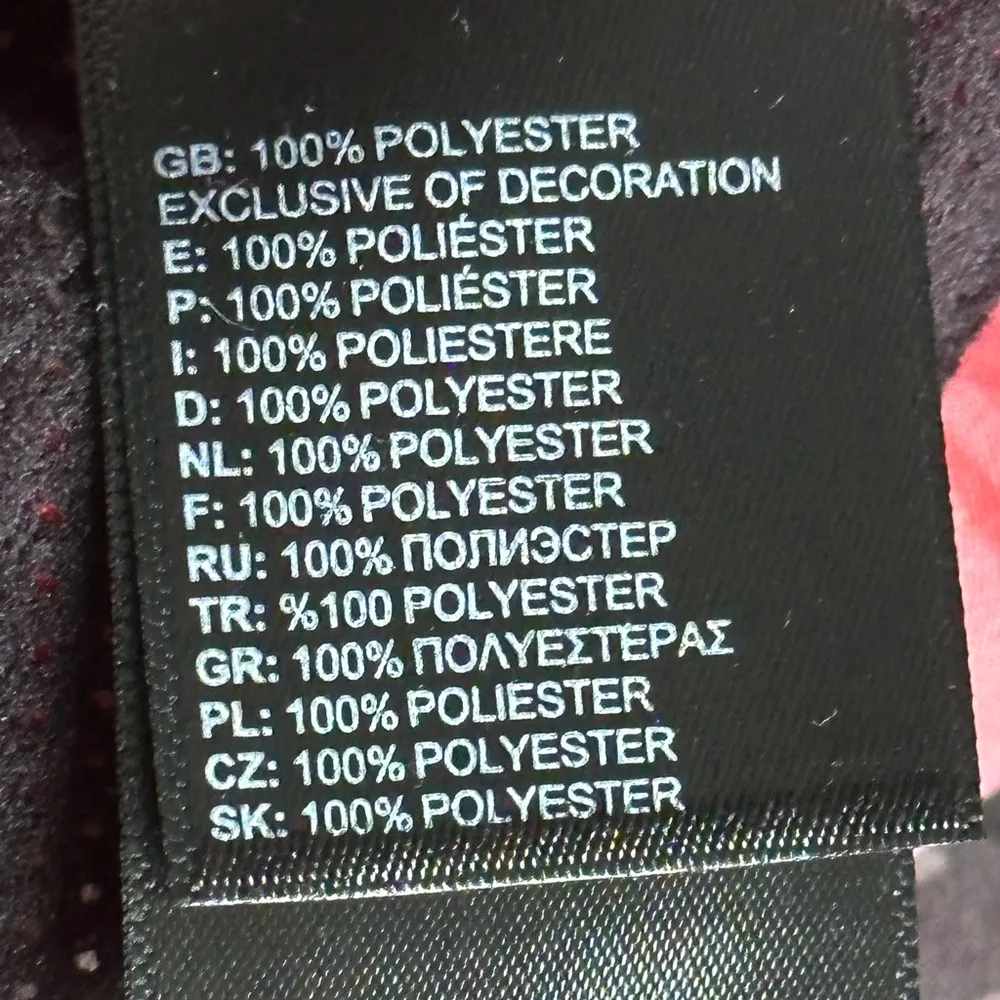 GB: 100% POLYESTER
EXCLUSIVE OF DECORATION
E: 100% POLIÉSTER
P: 100% POLIÉSTER
I: 100% POLIESTERE
D: 100% POLYESTER
NL: 100% POLYESTER
F: 100% POLYESTER
RU: 100% ПОЛИЭСТЕР
TR: %100 POLYESTER
GR: 100% ΠΟΛΥΕΣΤΕΡΑΣ
PL: 100% POLIESTER
CZ: 100% POLYESTER
SK: 100% POLYESTER